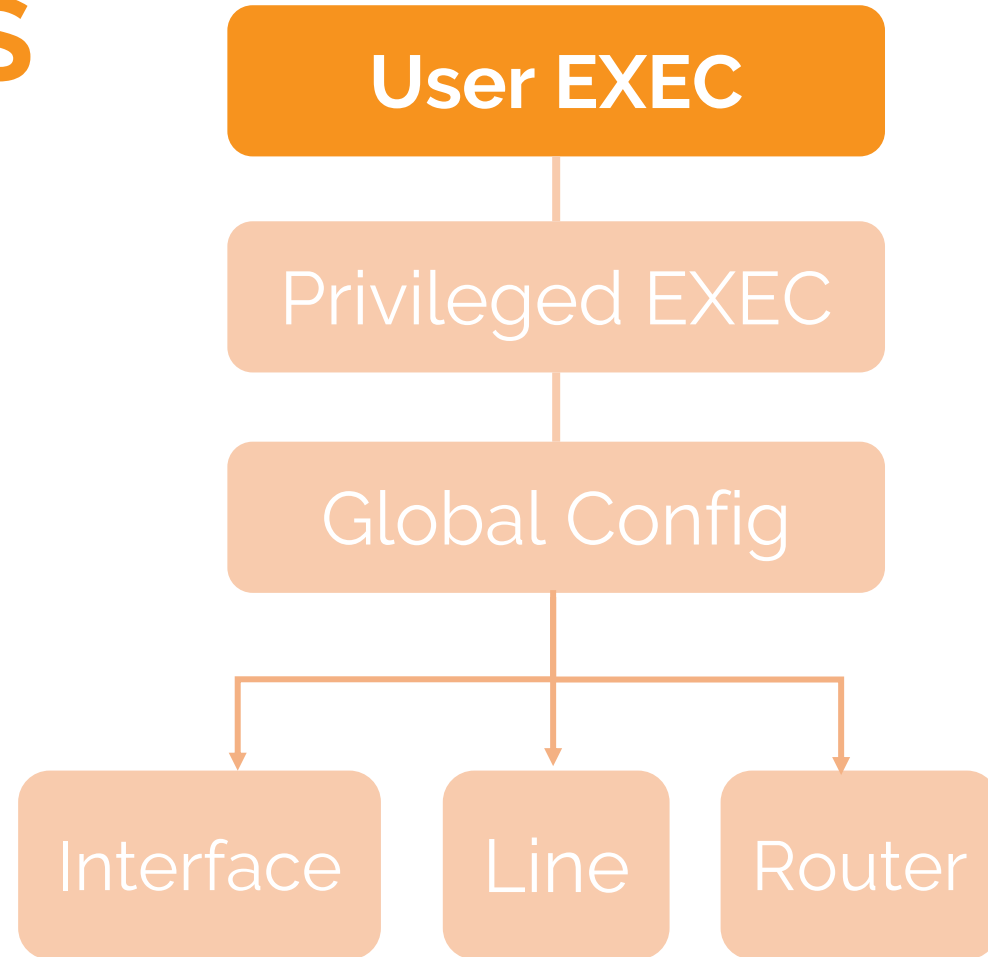 s
User EXEC
Privileged EXEC
Global Config
Interface
Line
Router